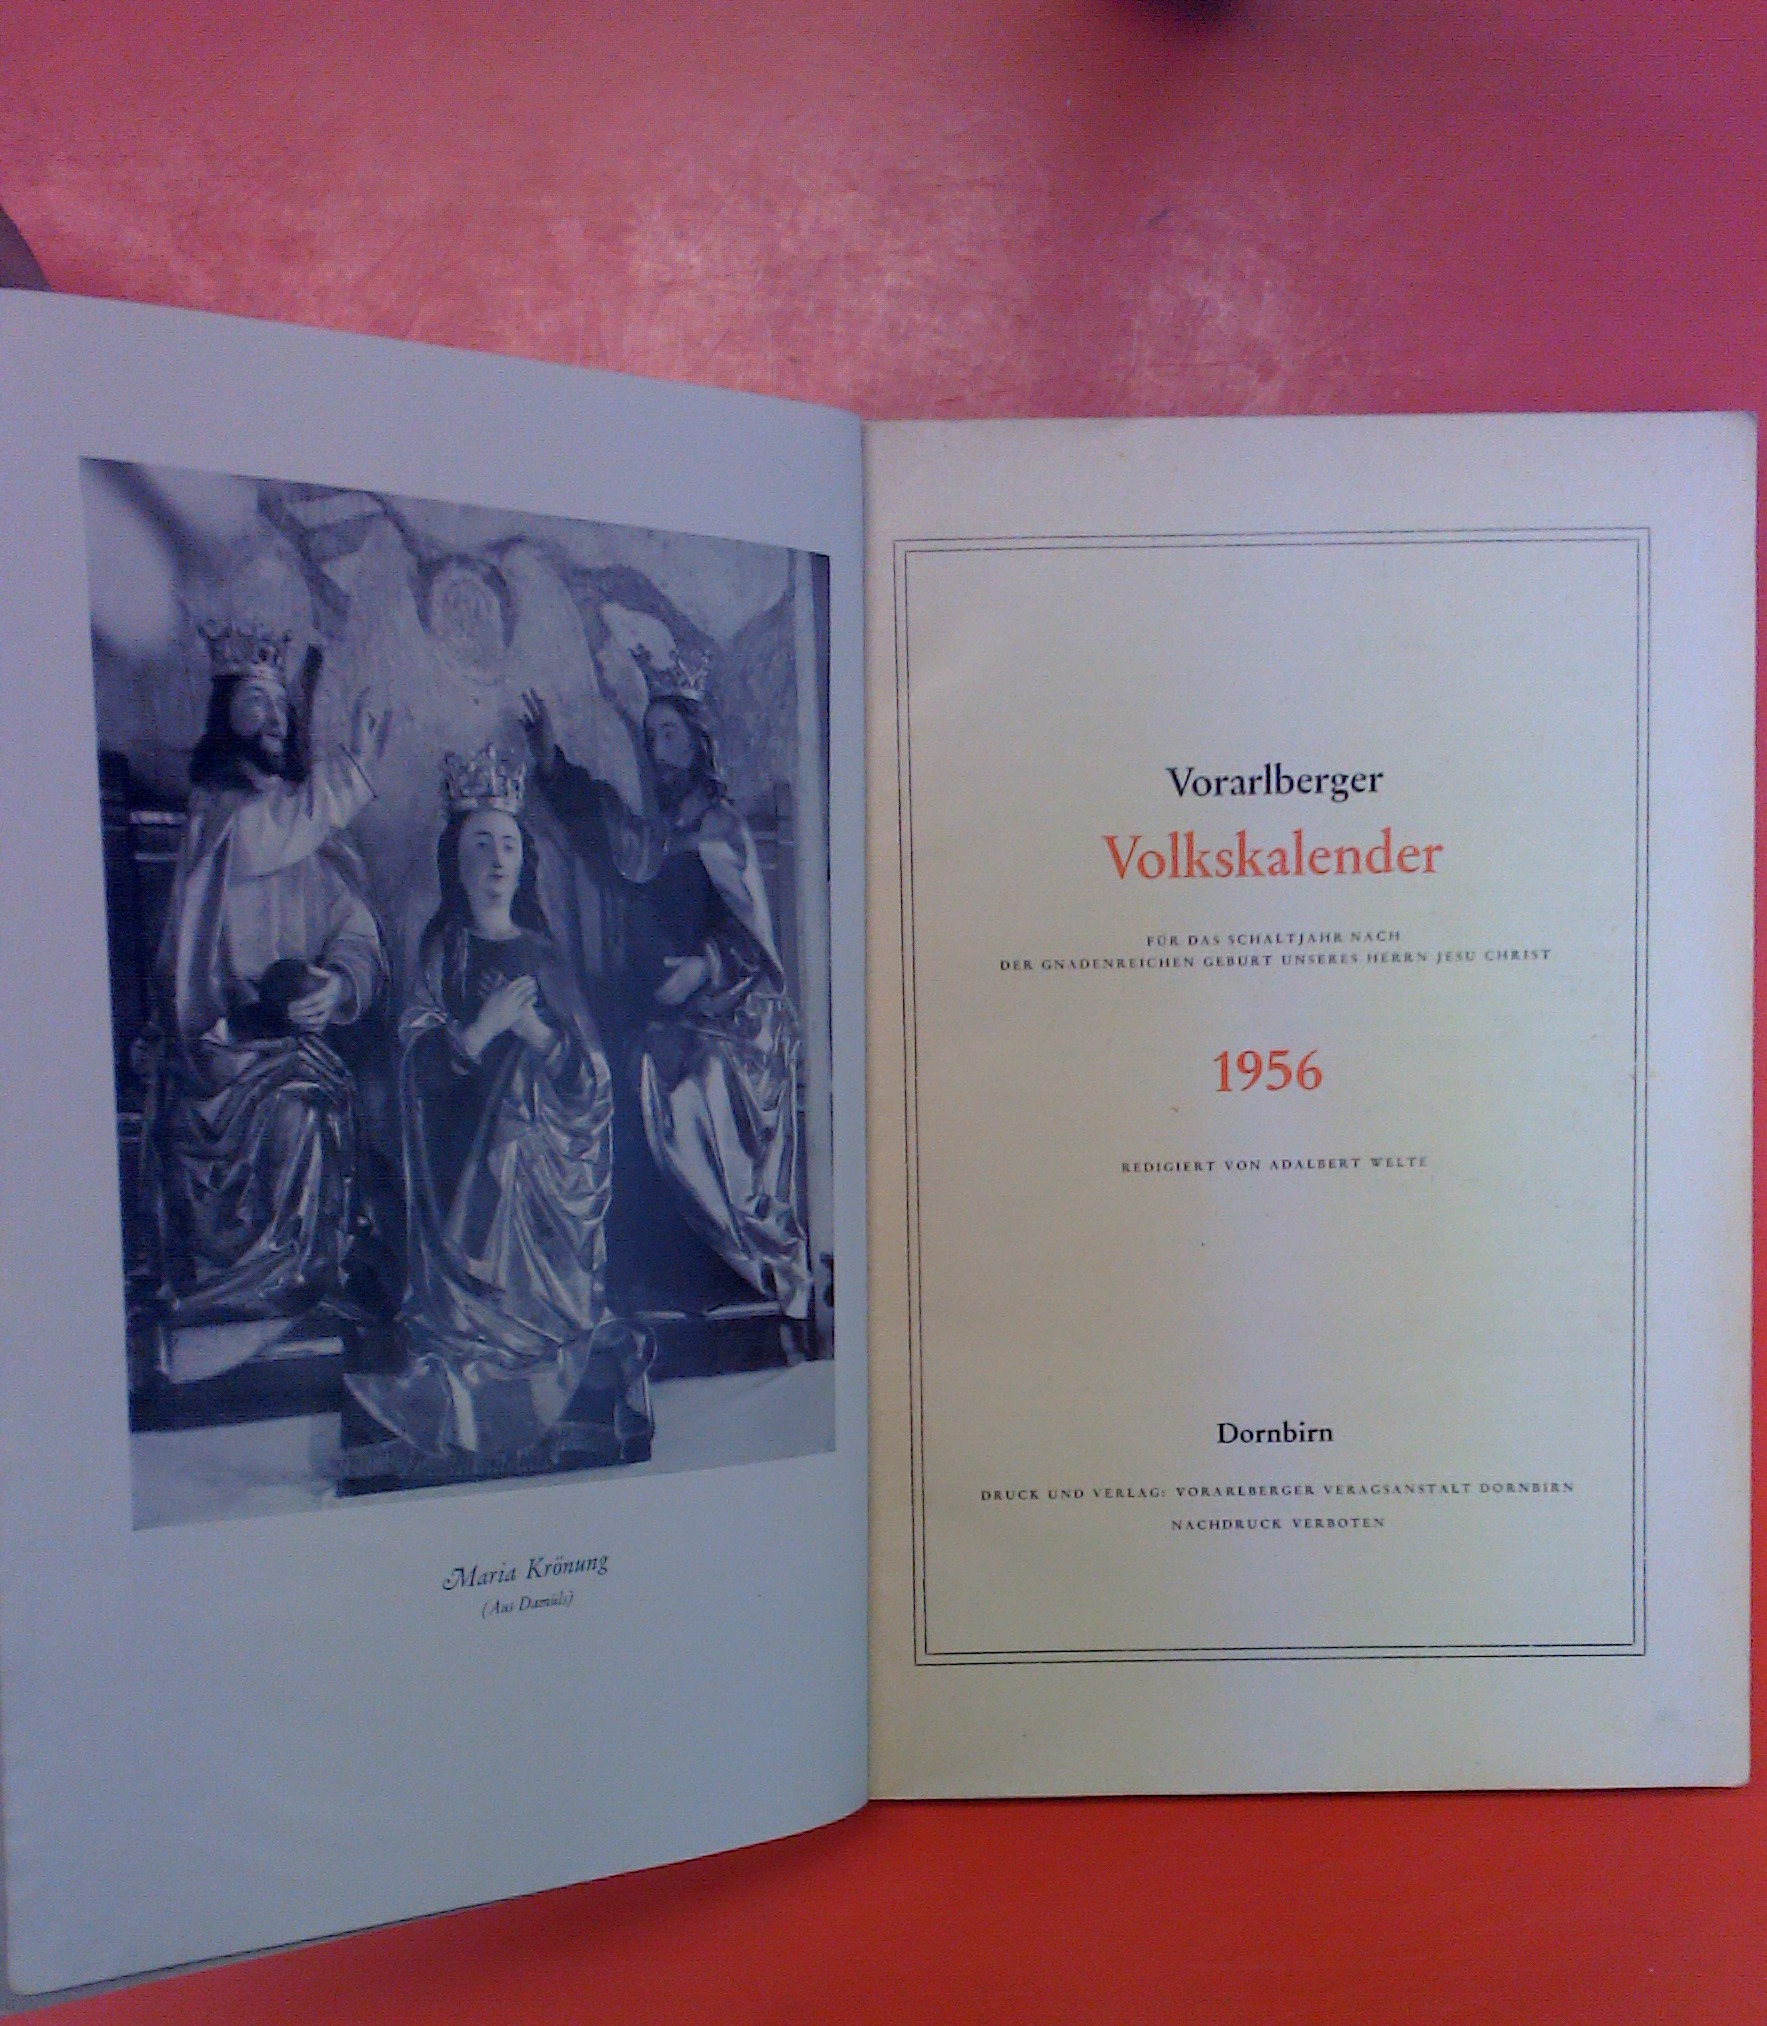 Maria Krönung
(Aus Damüls)
Vorarlberger
Volkskalender
FÜR DAS SCHALTJAHR NACH
DER GNADENREICHEN GEBURT UNSERES HERRN JESU CHRIST
1956
REDIGIERT VON ADALBERT WELTE
Dornbirn
DRUCK UND VERLAG: VORARLBERGER VERAGSANSTALT DORNBIRN
NACHDRUCK VERBOTEN